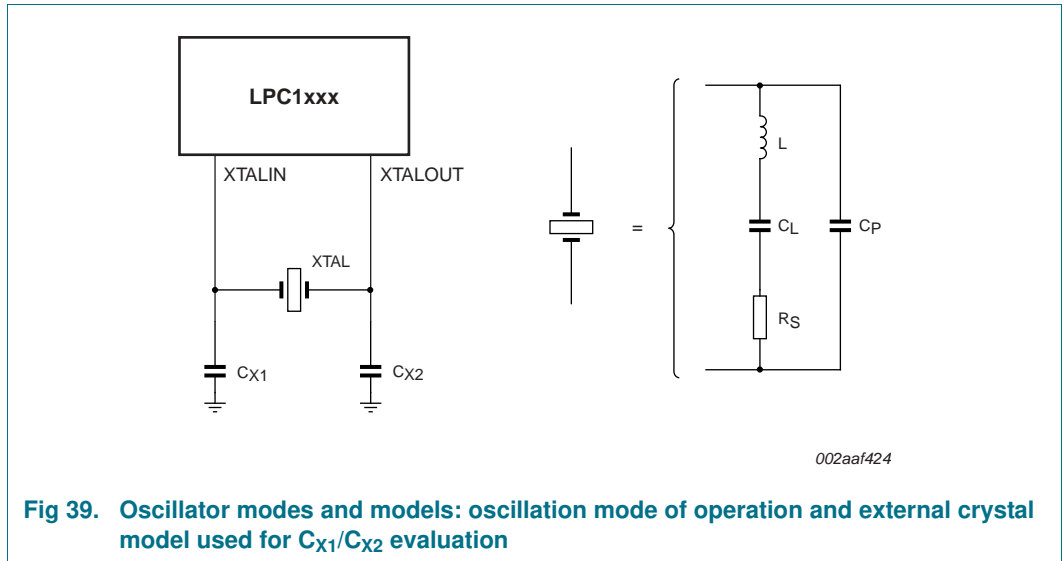 LPC1xxx
XTALIN
XTALOUT
XTAL
CX1
CX2
=
L
CL
CP
RS
002aaf424
Fig 39. Oscillator modes and models: oscillation mode of operation and external crystal
model used for CX1/CX2 evaluation